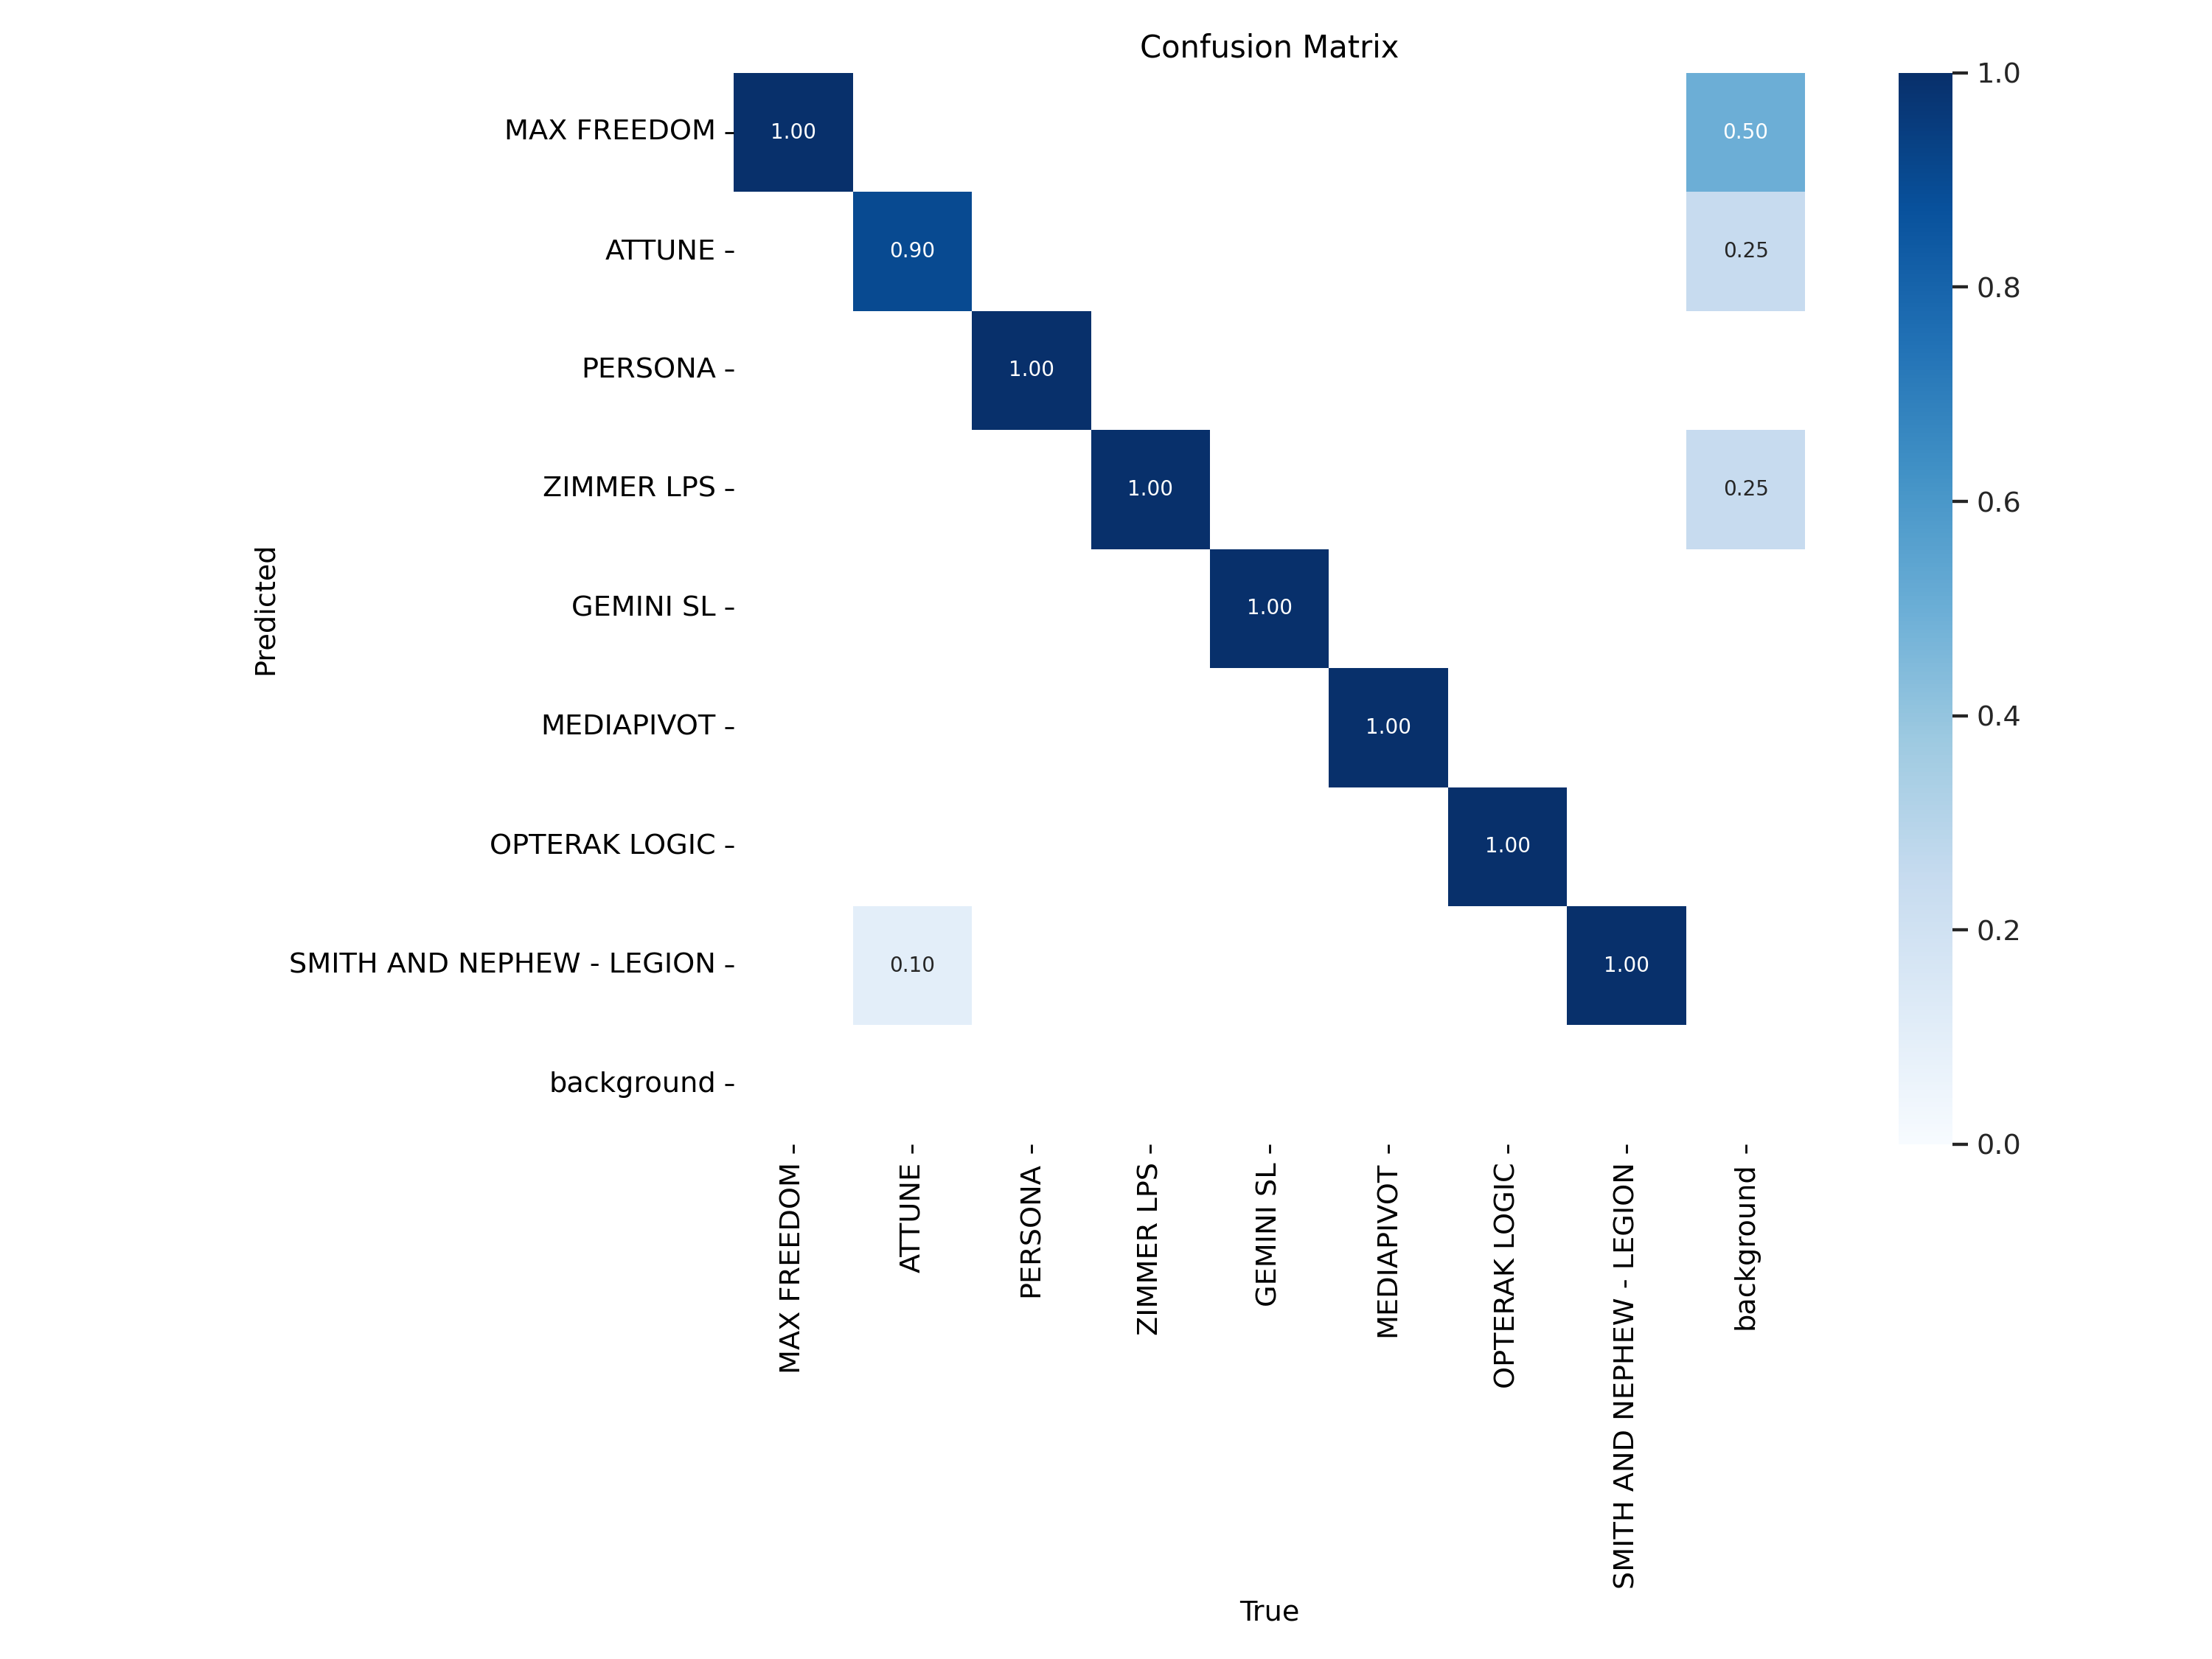 Confusion Matrix
MAX FREEDOM
1.00
0.50
1.0
ATTUNE
0.90
0.25
0.8
PERSONA
1.00
ZIMMER LPS
1.00
0.25
0.6
GEMINI SL
1.00
Predicted
MEDIAPIVOT
1.00
0.4
OPTERAK LOGIC
1.00
SMITH AND NEPHEW - LEGION
0.10
1.00
0.2
background
0.0
MAX FREEDOM
ATTUNE
PERSONA
ZIMMER LPS
GEMINI SL
MEDIAPIVOT
OPTERAK LOGIC
SMITH AND NEPHEW - LEGION
background
True